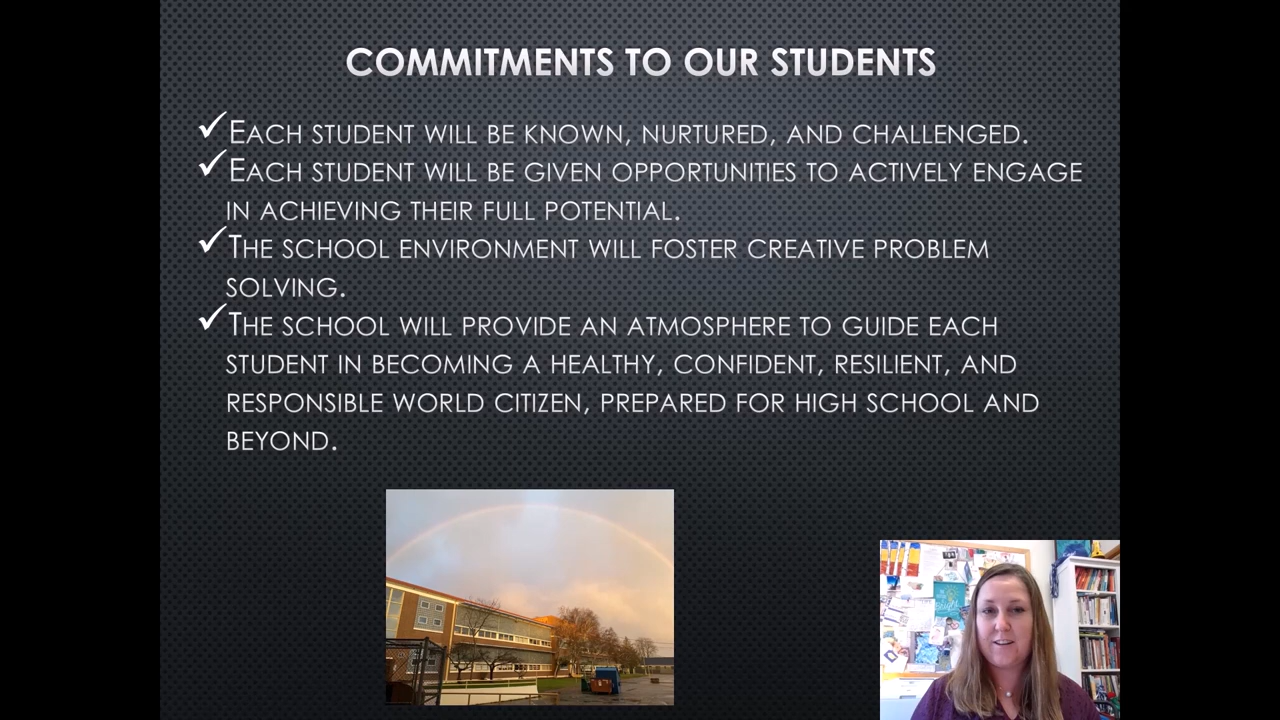 COMMITMENTS TO OUR STUDENTS
EACH STUDENT WILL BE KNOWN, NURTURED, AND CHALLENGED.
EACH STUDENT WILL BE GIVEN OPPORTUNITIES TO ACTIVELY ENGAGE
IN ACHIEVING THEIR FULL POTENTIAL.
THE SCHOOL ENVIRONMENT WILL FOSTER CREATIVE PROBLEM
SOLVING.
THE SCHOOL WILL PROVIDE AN ATMOSPHERE TO GUIDE EACH
STUDENT IN BECOMING A HEALTHY, CONFIDENT, RESILIENT, AND
RESPONSIBLE WORLD CITIZEN, PREPARED FOR HIGH SCHOOL AND
BEYOND.